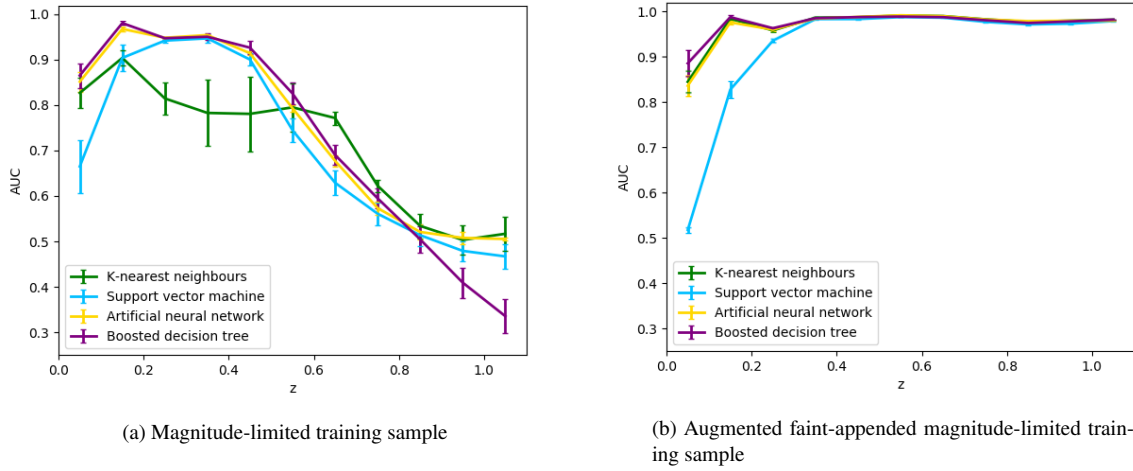 1.0
0.9
0.8
0.7
0.6
0.5
0.4
0.3
AUC
K-nearest neighbours
Support vector machine
Artificial neural network
Boosted decision tree
0.0 0.2 0.4 0.6 0.8 1.0
z
(a) Magnitude-limited training sample
1.0
0.9
0.8
0.7
0.6
0.5
0.4
0.3
AUC
K-nearest neighbours
Support vector machine
Artificial neural network
Boosted decision tree
0.0 0.2 0.4 0.6 0.8 1.0
z
(b) Augmented faint-appended magnitude-limited train-
ing sample